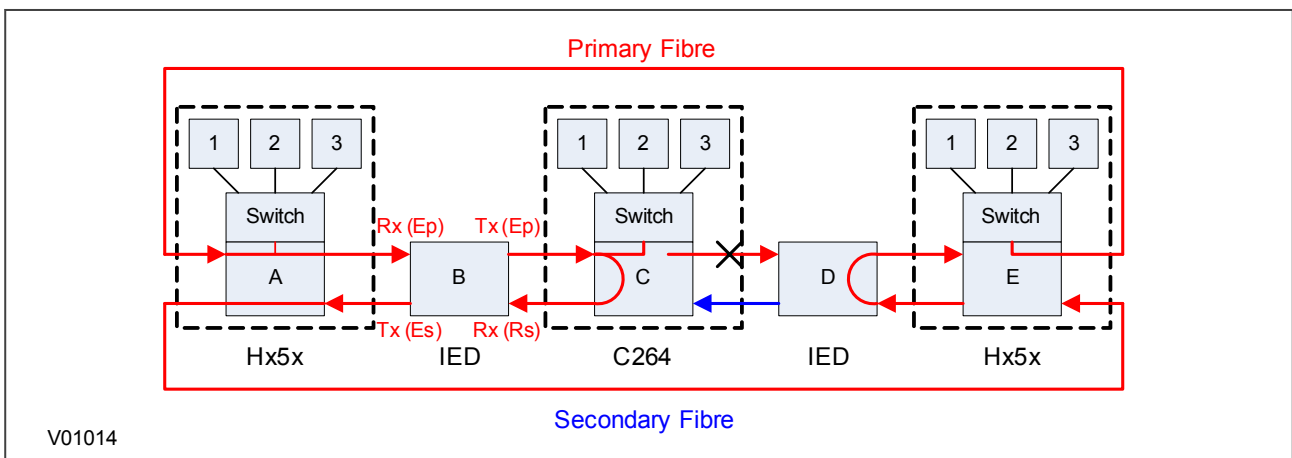 Primary Fibre
1 2 3
1 2 3
1 2 3
Switch
Switch
Switch
Rx (Ep)
Tx (Ep)
A
B
C
D
E
Tx (Es)
Rx (Rs)
Hx5x
IED
C264
IED
Hx5x
Secondary Fibre
V01014